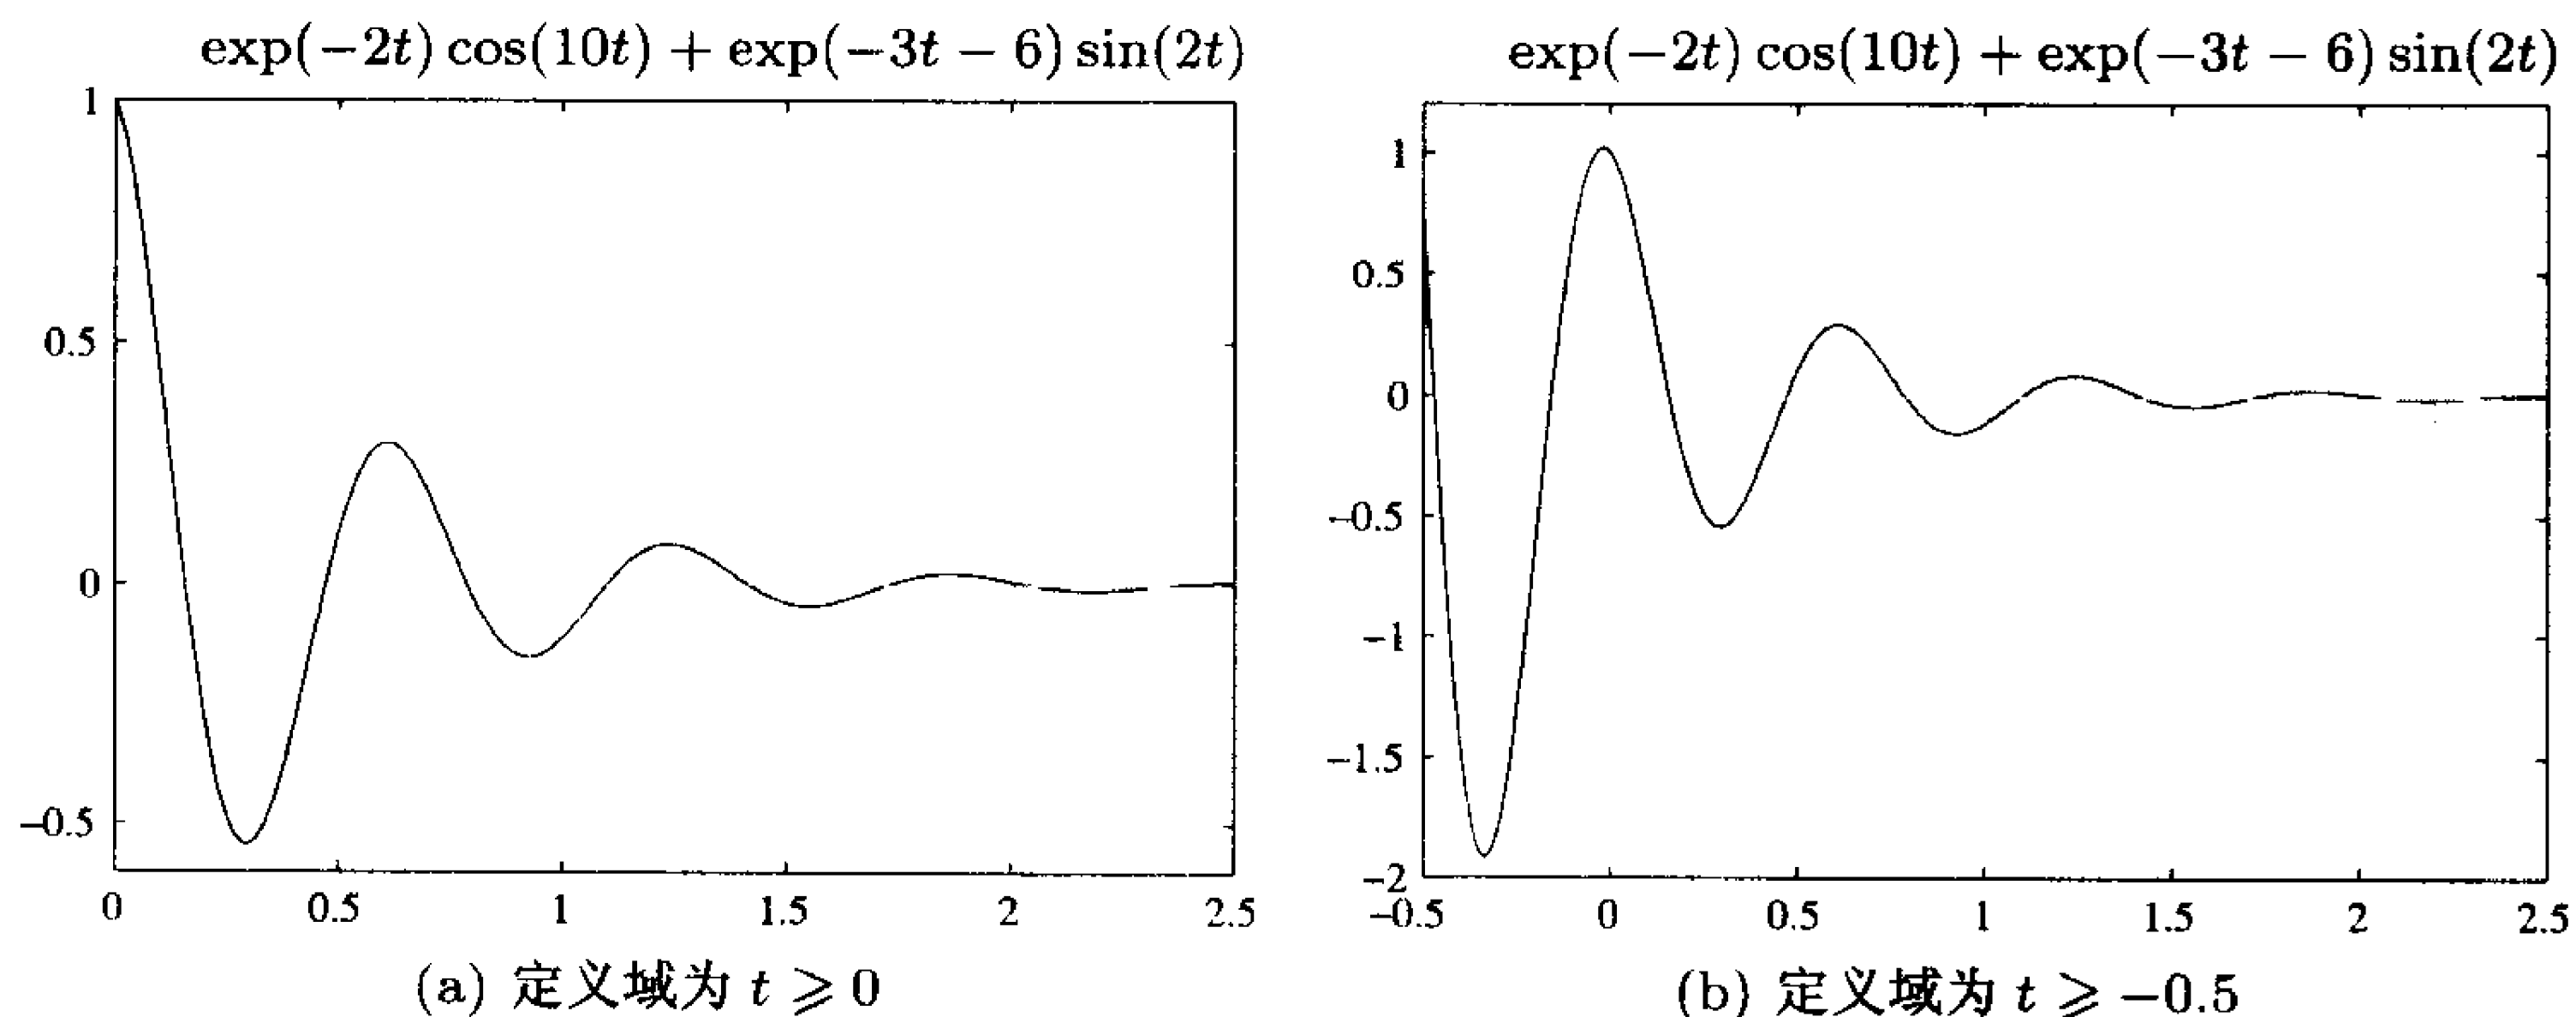 exp(−2t) cos(10t) + exp(−3t − 6) sin(2t)
1
0.5
0
−0.5
0 0.5 1 1.5 2 2.5
(a) 定义域为 t ⩾ 0
exp(−2t) cos(10t) + exp(−3t − 6) sin(2t)
1
0.5
0
−0.5
−1
−1.5
−2
−0.5 0 0.5 1 1.5 2 2.5
(b) 定义域为 t ⩾ −0.5